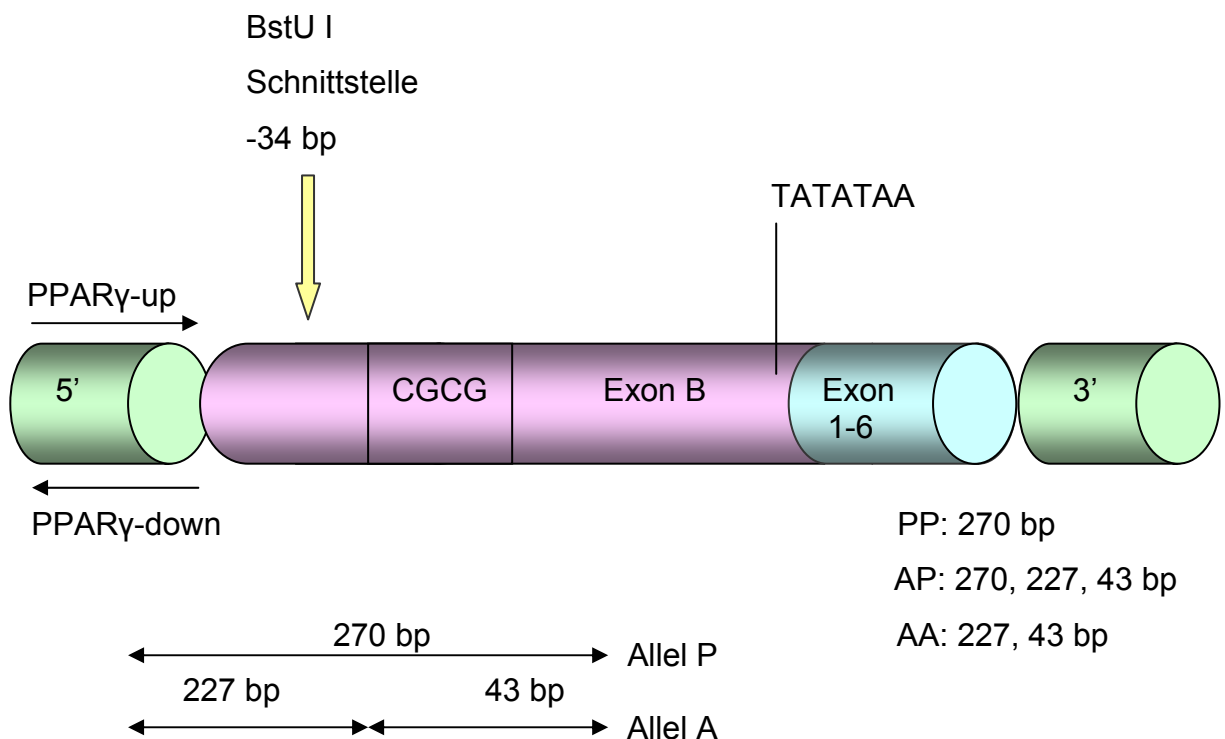 BstU I
Schnittstelle
-34 bp
TATATAA
PPARγ-up
5’
CGCG
Exon B
Exon
1-6
3’
PPARγ-down
PP: 270 bp
AP: 270, 227, 43 bp
AA: 227, 43 bp
270 bp
Allel P
227 bp
43 bp
Allel A